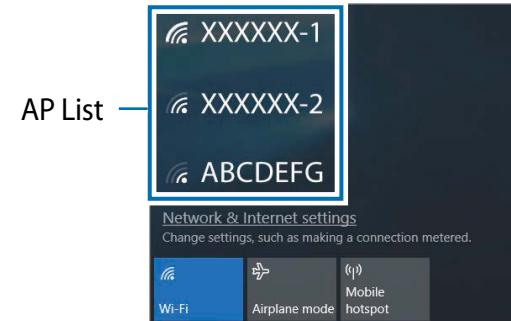 XXXXXX-1
AP List
XXXXXX-2
ABCDEFG
Network & Internet settings
Change settings, such as making a connection metered.
Wi-Fi
Airplane mode
Mobile
hotspot